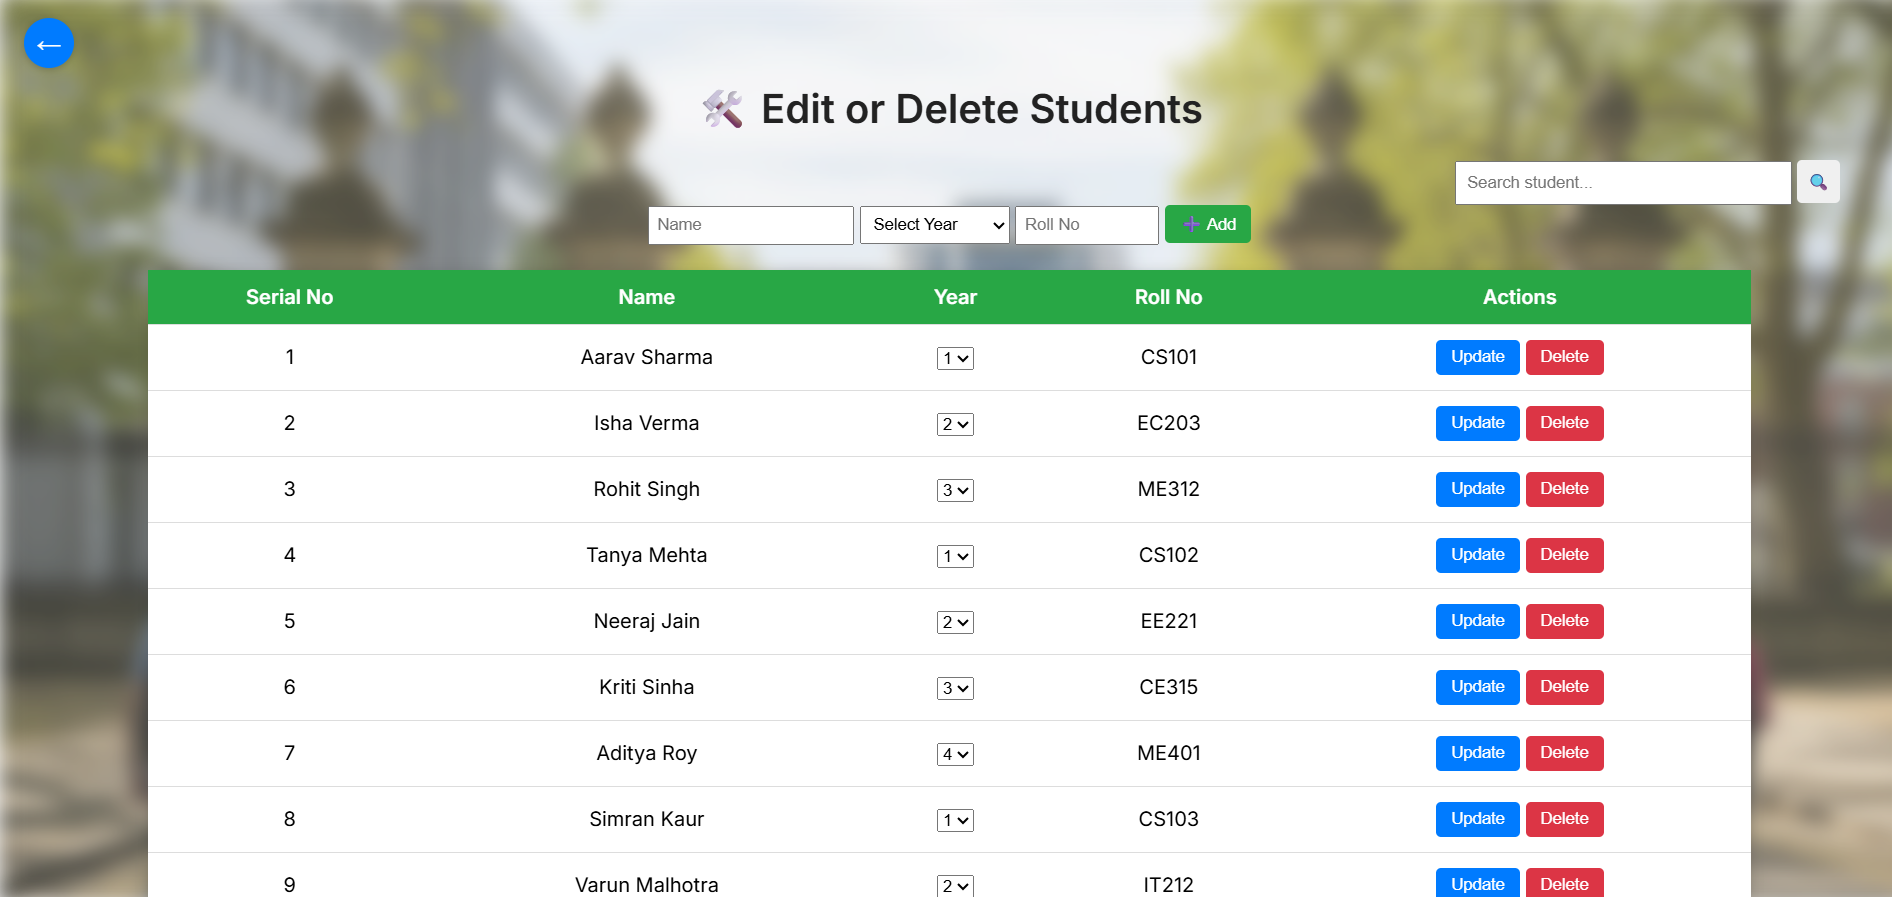 ←
🛠️ Edit or Delete Students
Search student... 🔍
Name Select Year Roll No ➕ Add
Serial No Name Year Roll No Actions
1 Aarav Sharma 1 CS101 Update Delete
2 Isha Verma 2 EC203 Update Delete
3 Rohit Singh 3 ME312 Update Delete
4 Tanya Mehta 1 CS102 Update Delete
5 Neeraj Jain 2 EE221 Update Delete
6 Kriti Sinha 3 CE315 Update Delete
7 Aditya Roy 4 ME401 Update Delete
8 Simran Kaur 1 CS103 Update Delete
9 Varun Malhotra 2 IT212 Update Delete